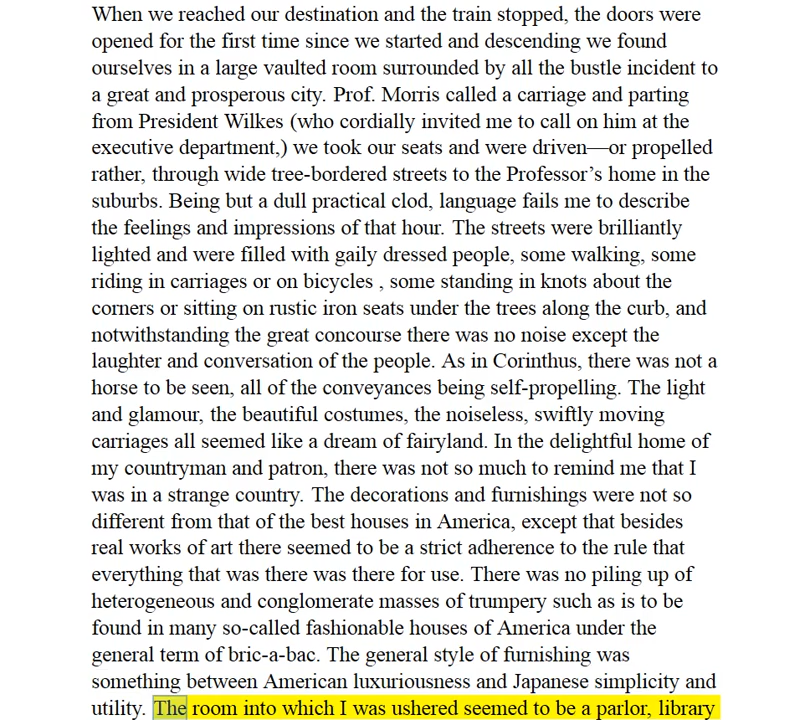 When we reached our destination and the train stopped, the doors were
opened for the first time since we started and descending we found
ourselves in a large vaulted room surrounded by all the bustle incident to
a great and prosperous city. Prof. Morris called a carriage and parting
from President Wilkes (who cordially invited me to call on him at the
executive department,) we took our seats and were driven—or propelled
rather, through wide tree-bordered streets to the Professor’s home in the
suburbs. Being but a dull practical clod, language fails me to describe
the feelings and impressions of that hour. The streets were brilliantly
lighted and were filled with gaily dressed people, some walking, some
riding in carriages or on bicycles , some standing in knots about the
corners or sitting on rustic iron seats under the trees along the curb, and
notwithstanding the great concourse there was no noise except the
laughter and conversation of the people. As in Corinthus, there was not a
horse to be seen, all of the conveyances being self-propelling. The light
and glamour, the beautiful costumes, the noiseless, swiftly moving
carriages all seemed like a dream of fairyland. In the delightful home of
my countryman and patron, there was not so much to remind me that I
was in a strange country. The decorations and furnishings were not so
different from that of the best houses in America, except that besides
real works of art there seemed to be a strict adherence to the rule that
everything that was there was there for use. There was no piling up of
heterogeneous and conglomerate masses of trumpery such as is to be
found in many so-called fashionable houses of America under the
general term of bric-a-bac. The general style of furnishing was
something between American luxuriousness and Japanese simplicity and
utility. The room into which I was ushered seemed to be a parlor, library